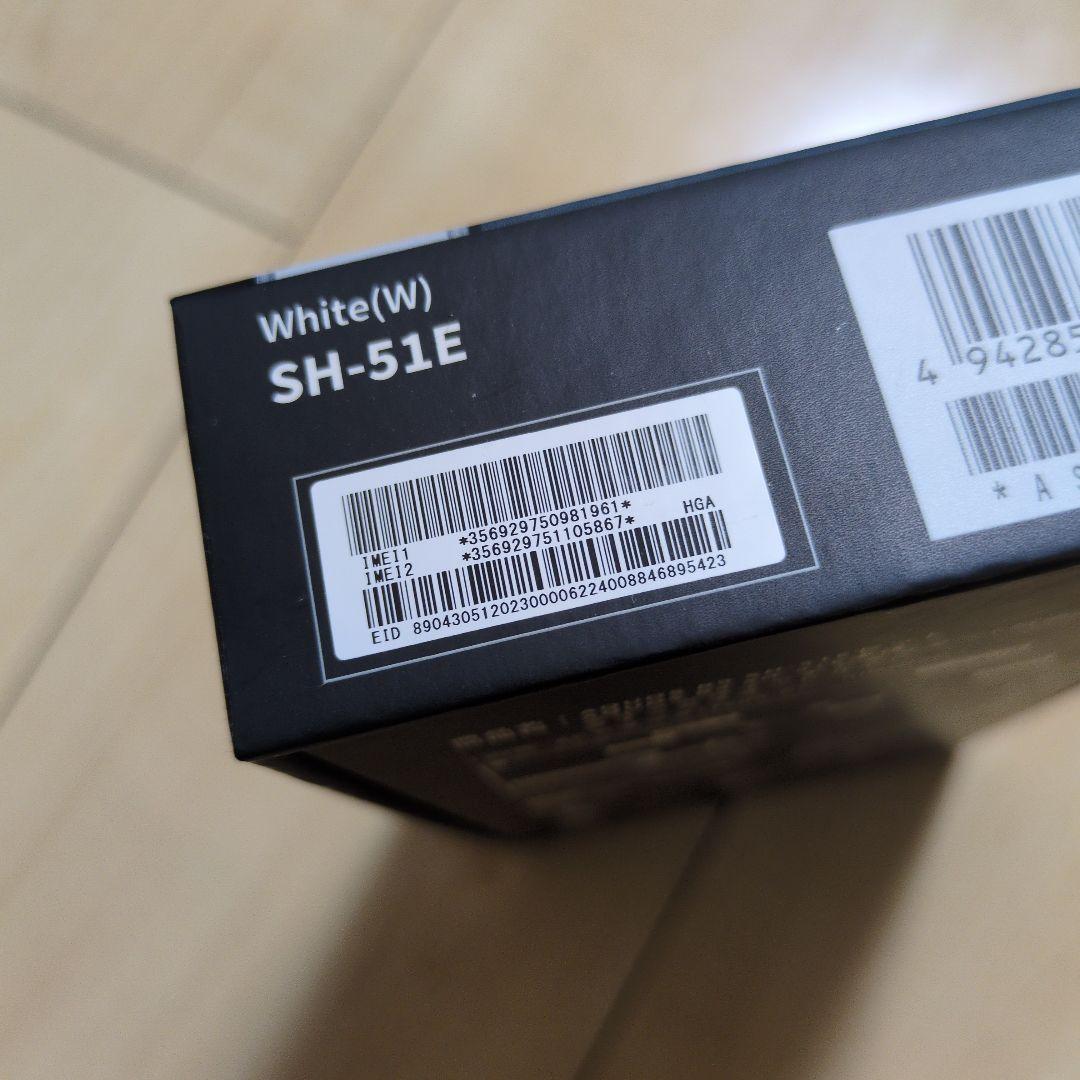 White(W)
SH-51E
IMEI1 *356929750981961*
IMEI2 *356929751105867* HGA
EID 89043051202300006224008846895423
4 94285
* A S